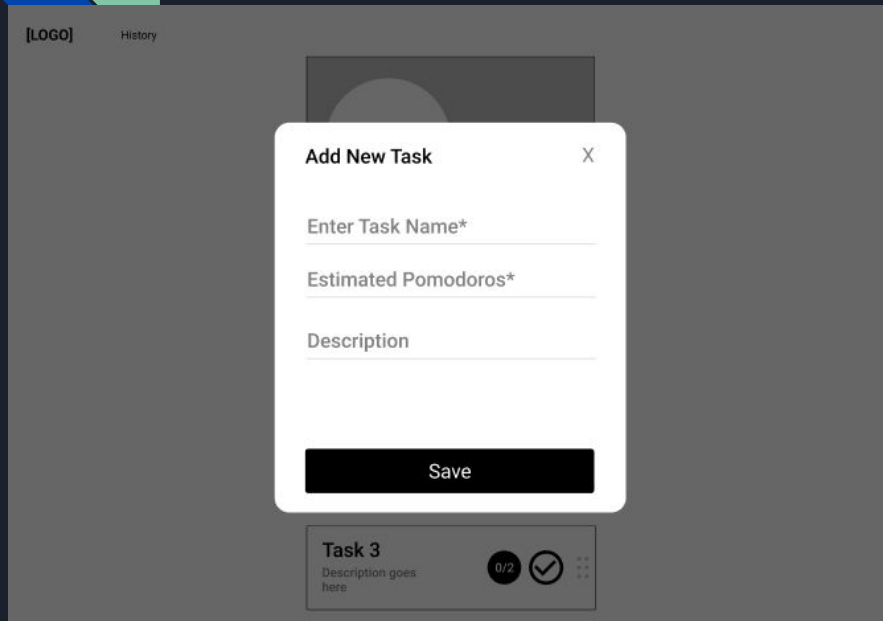 [LOGO]
History
Add New Task
X
Enter Task Name*
Estimated Pomodoros*
Description
Save
Task 3
Description goes
here
0/2